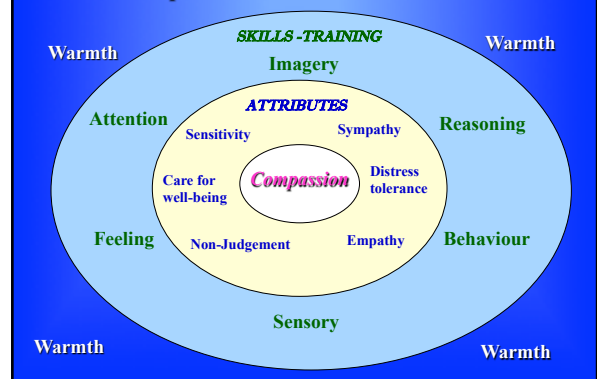 SKILLS -TRAINING
Warmth
Warmth
Imagery
ATTRIBUTES
Attention
Reasoning
Sensitivity
Sympathy
Compassion
Care for
well-being
Distress
tolerance
Feeling
Non-Judgement
Empathy
Behaviour
Sensory
Warmth
Warmth